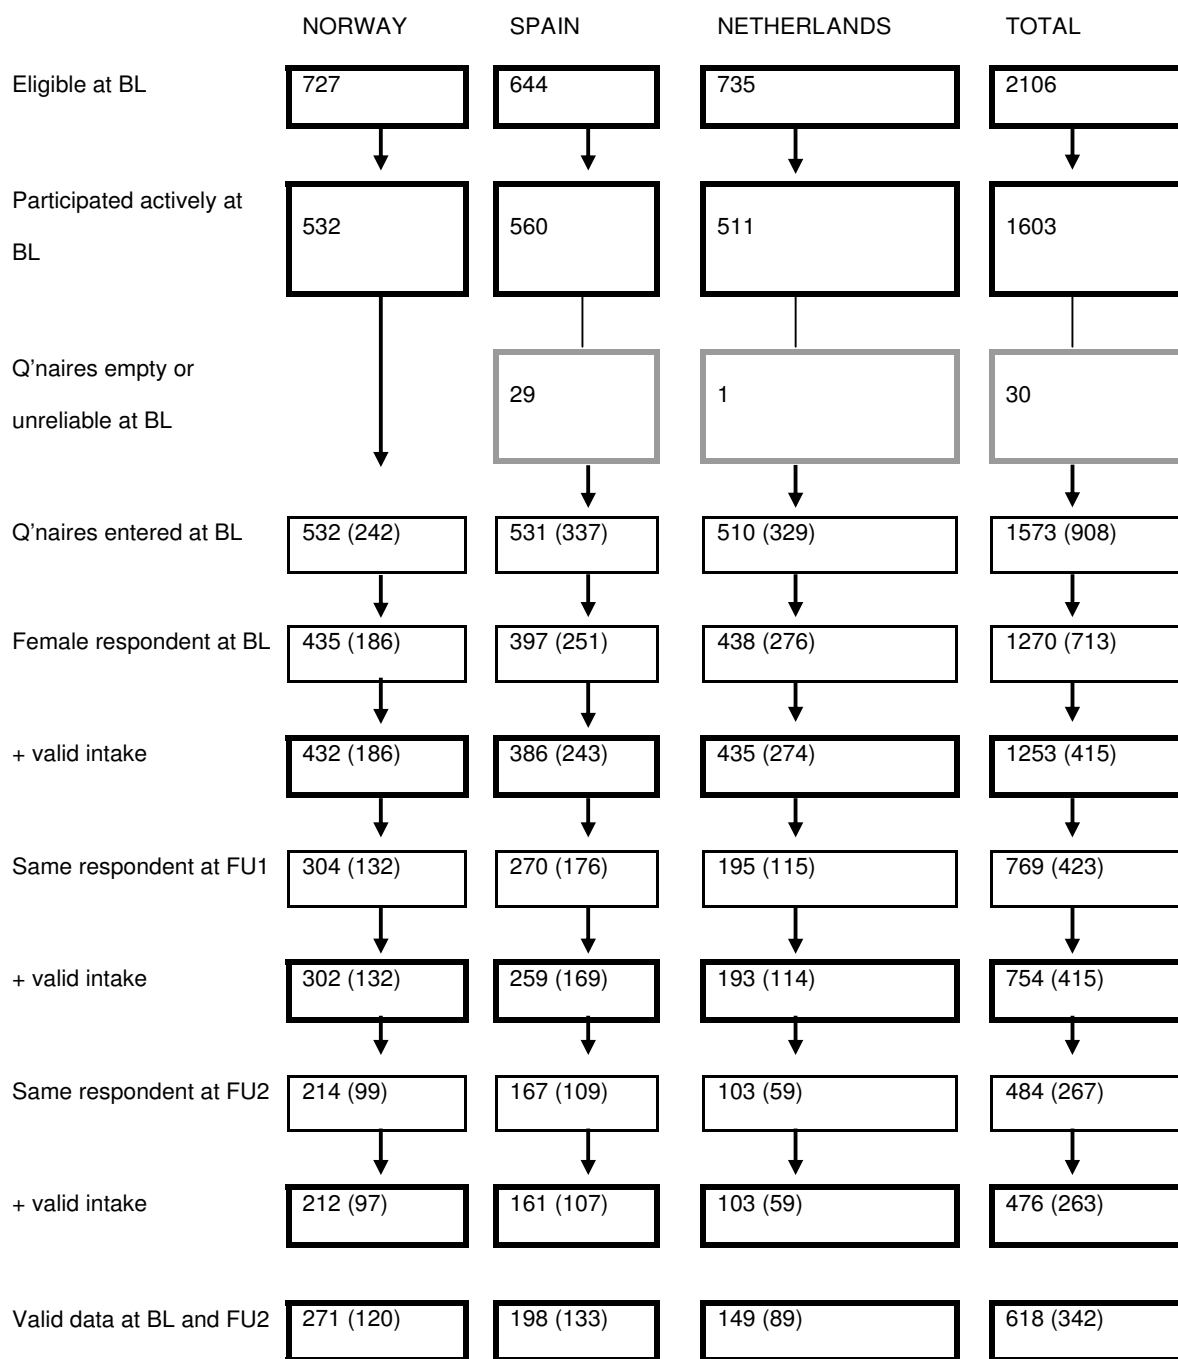 NORWAY SPAIN NETHERLANDS TOTAL
Eligible at BL 727 644 735 2106
Participated actively at
BL 532 560 511 1603
Q'naires empty or
unreliable at BL 29 1 30
Q'naires entered at BL 532 (242) 531 (337) 510 (329) 1573 (908)
Female respondent at BL 435 (186) 397 (251) 438 (276) 1270 (713)
+ valid intake 432 (186) 386 (243) 435 (274) 1253 (415)
Same respondent at FU1 304 (132) 270 (176) 195 (115) 769 (423)
+ valid intake 302 (132) 259 (169) 193 (114) 754 (415)
Same respondent at FU2 214 (99) 167 (109) 103 (59) 484 (267)
+ valid intake 212 (97) 161 (107) 103 (59) 476 (263)
Valid data at BL and FU2 271 (120) 198 (133) 149 (89) 618 (342)